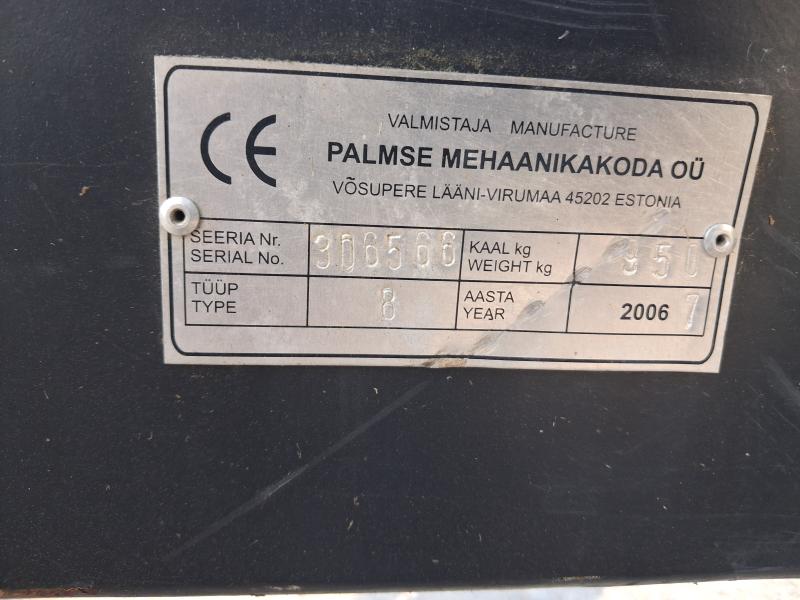 CE
VALMISTAJA MANUFACTURE
PALMSE MEHAANIKAKODA OÜ
VÕSUPERE LÄÄNI-VIRUMAA 45202 ESTONIA
SEERIA Nr.
SERIAL No.
306566
KAAL kg
WEIGHT kg
950
TÜÜP
TYPE
8
AASTA
YEAR
2006 7